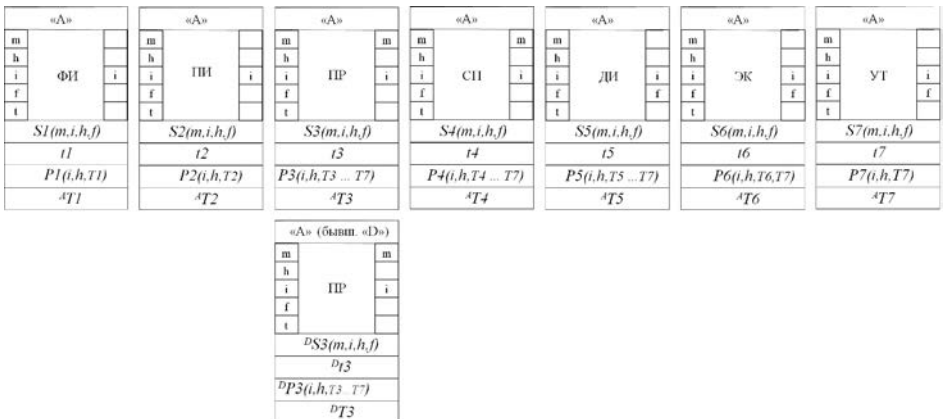 «А» «А» «А» «А» «А» «А» «А»
m m m m m m m m m
h h h h h h h
i ФИ i i ПИ i i ПР i i СП i i ДИ i i ЭК i i УТ i
f f f f f f f f f f
t t t t t t t
S1(m,i,h,f) S2(m,i,h,f) S3(m,i,h,f) S4(m,i,h,f) S5(m,i,h,f) S6(m,i,h,f) S7(m,i,h,f)
t1 t2 t3 t4 t5 t6 t7
P1(i,h,T1) P2(i,h,T2) P3(i,h,T3 ... T7) P4(i,h,T4 ... T7) P5(i,h,T5 ...T7) P6(i,h,T6,T7) P7(i,h,T7)
ᴬT1 ᴬT2 ᴬT3 ᴬT4 ᴬT5 ᴬT6 ᴬT7
«А» (бывш. «D»)
m m
h
i ПР i
f
t
ᴰS3(m,i,h,f)
ᴰt3
ᴰP3(i,h,T3...T7)
ᴰT3